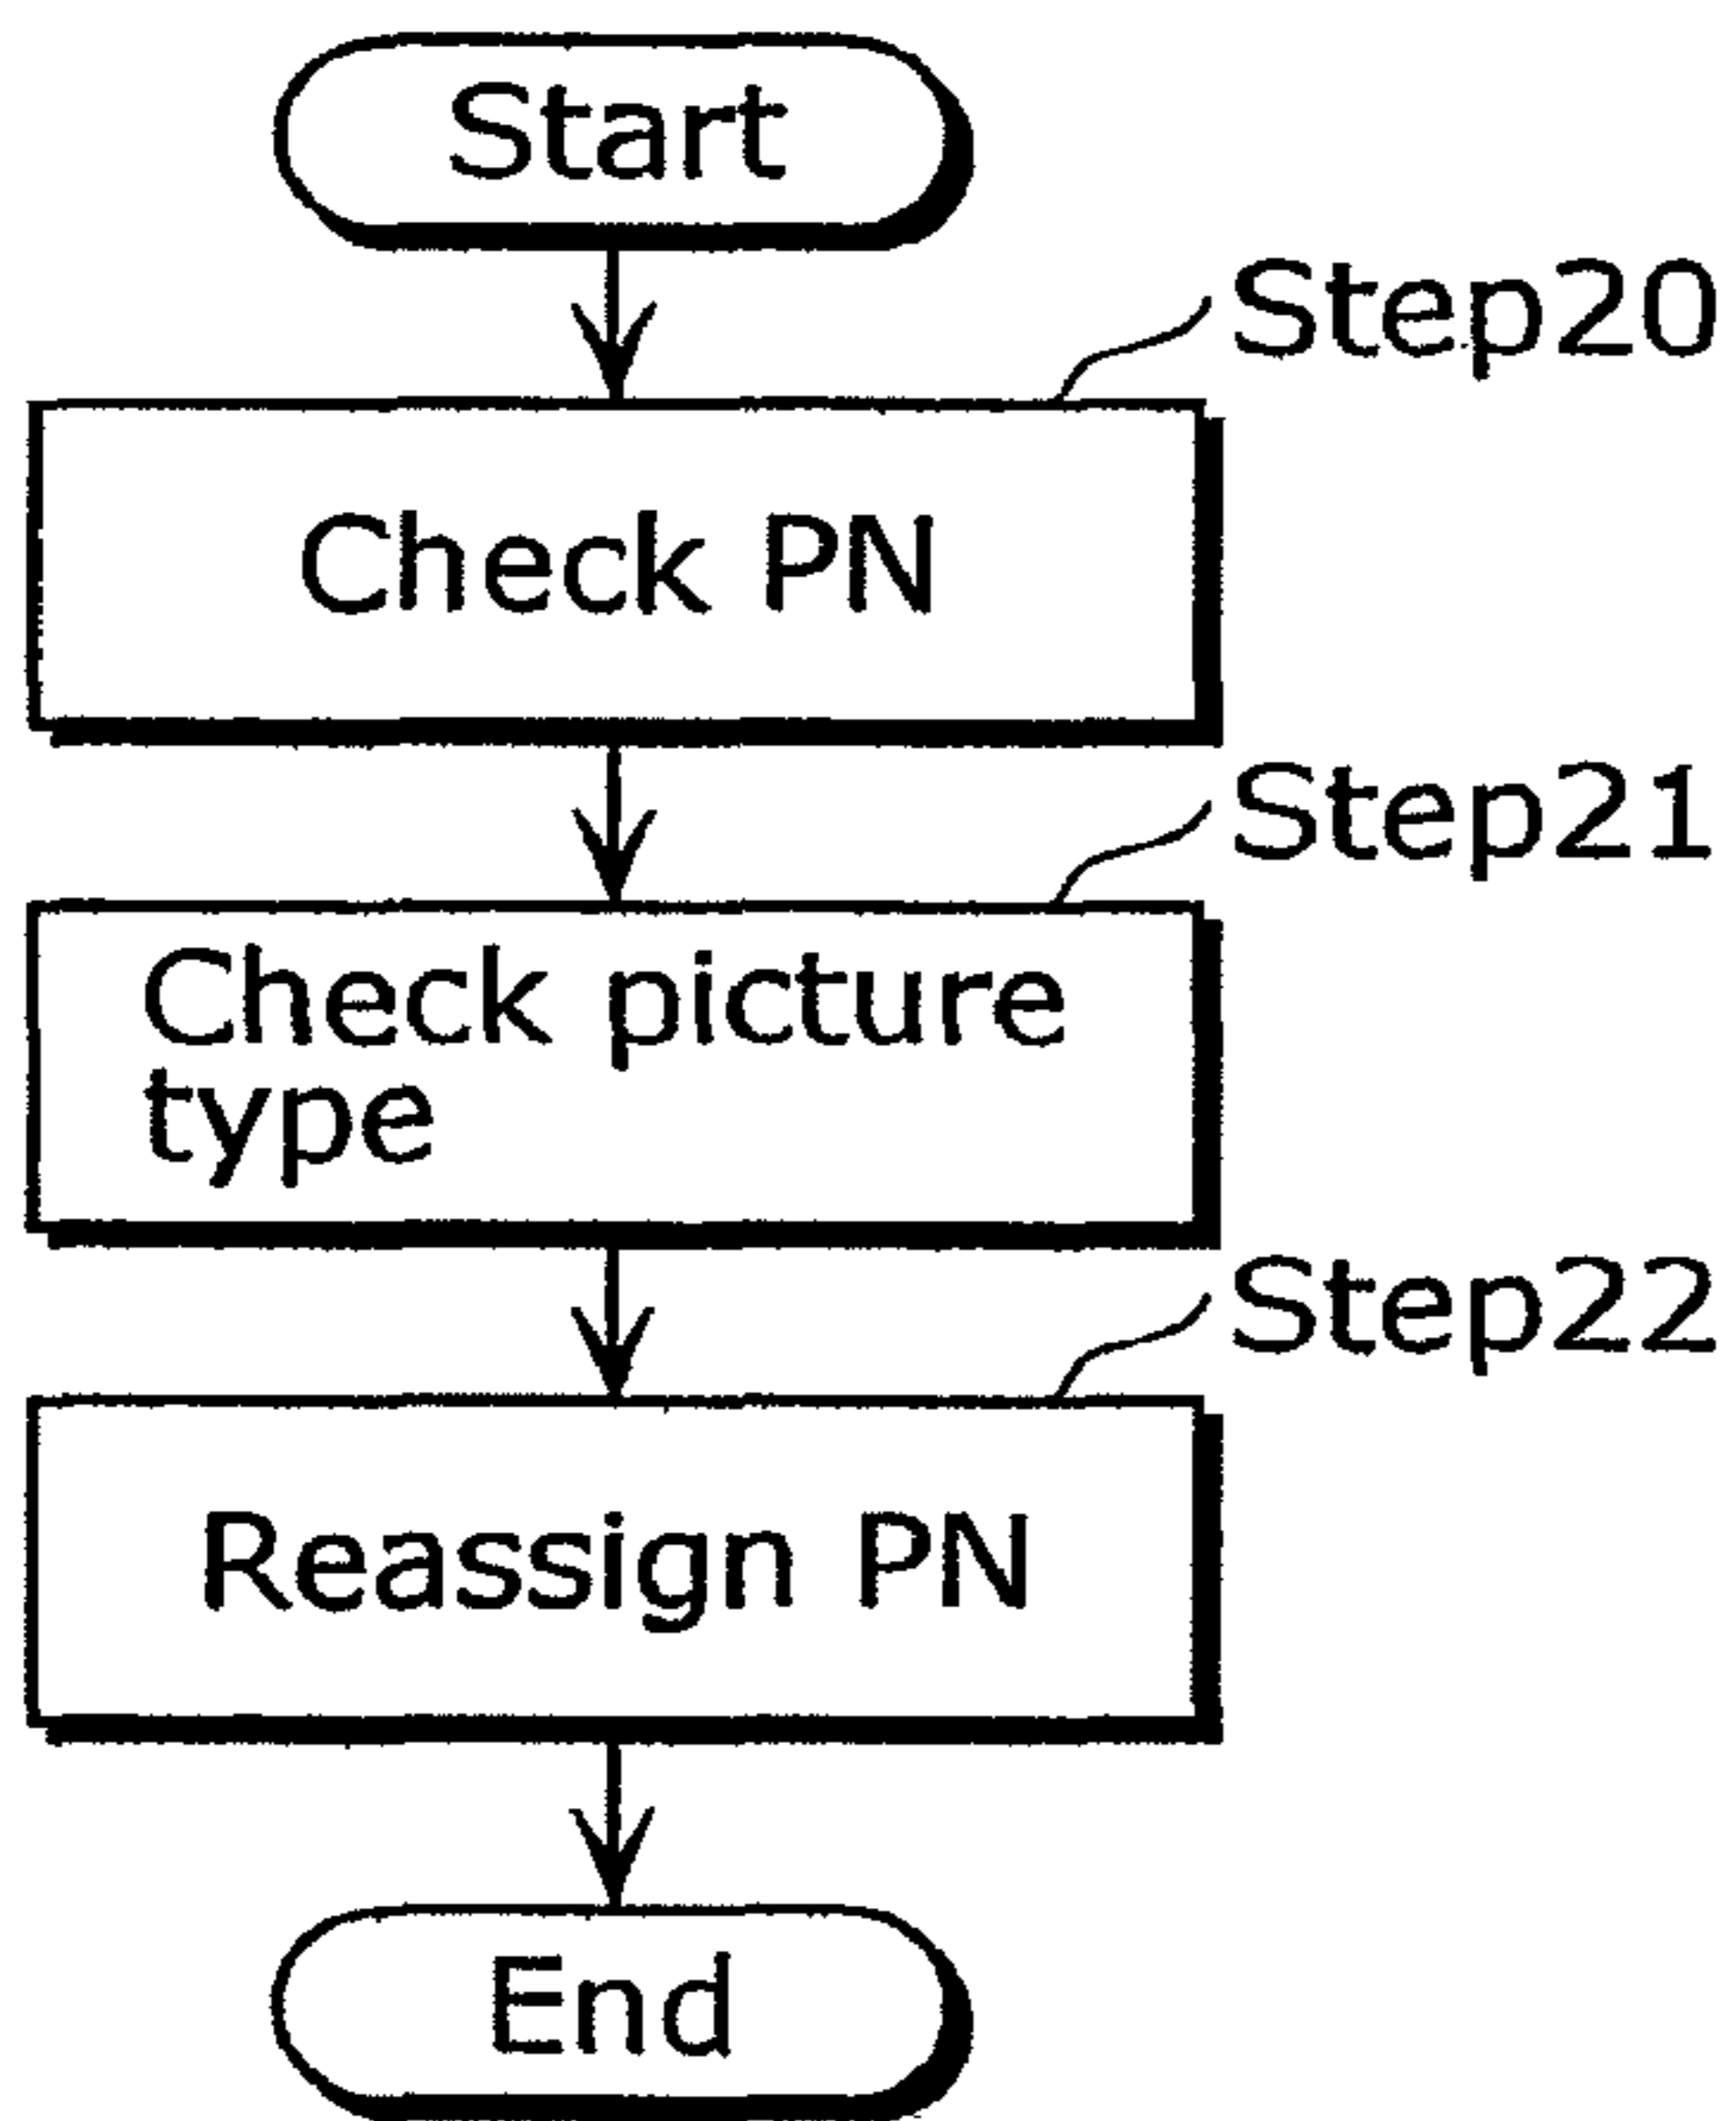 Start
Step20
Check PN
Step21
Check picture
type
Step22
Reassign PN
End